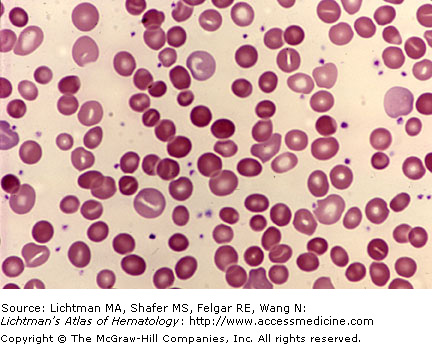 Source: Lichtman MA, Shafer MS, Felgar RE, Wang N:
Lichtman's Atlas of Hematology: http://www.accessmedicine.com
Copyright © The McGraw-Hill Companies, Inc. All rights reserved.